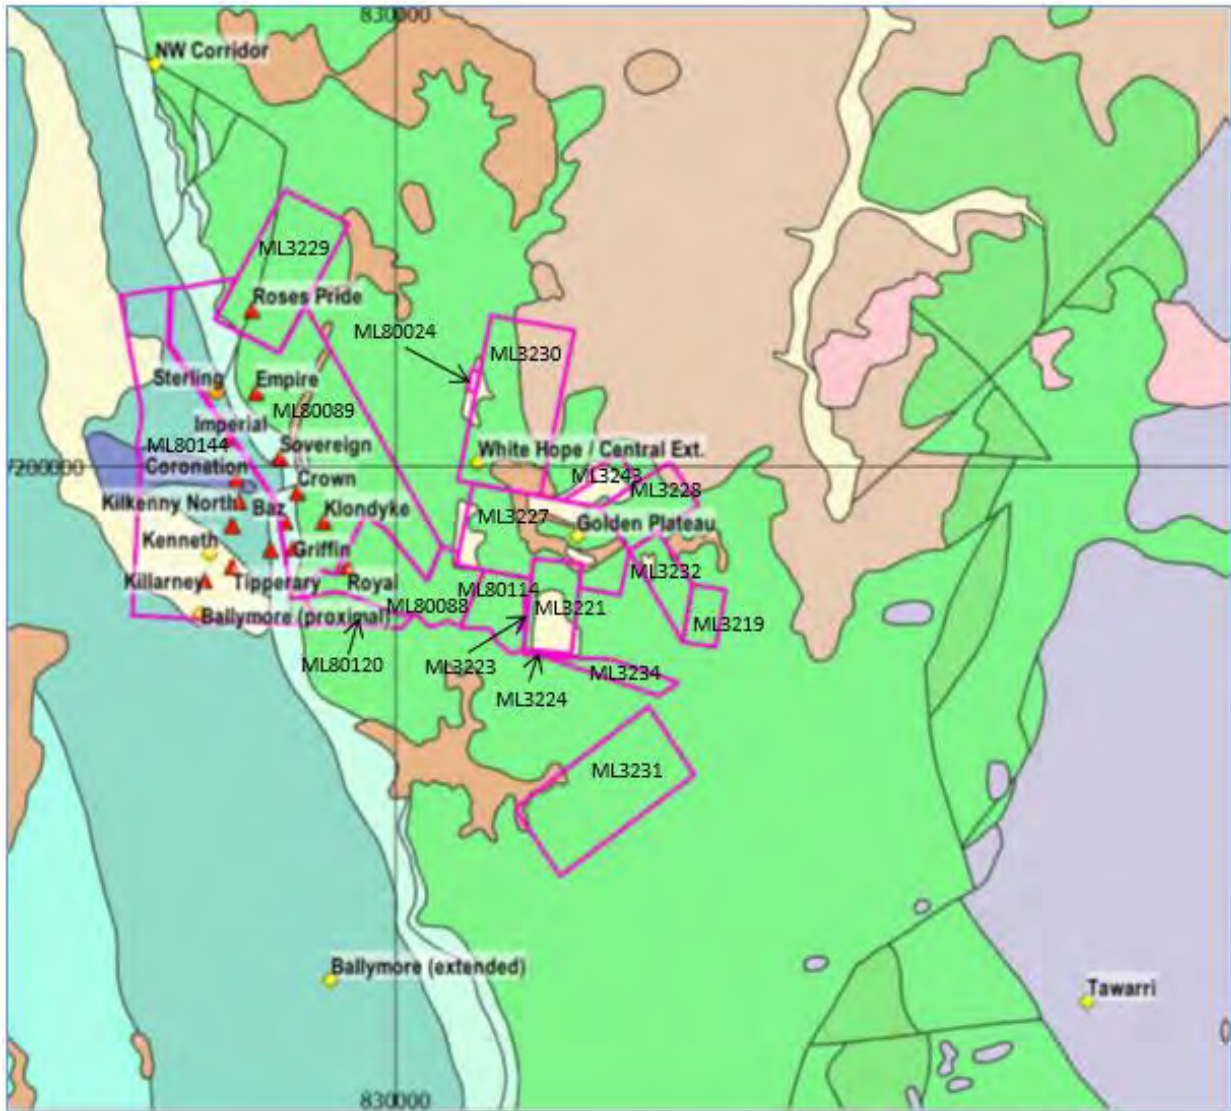 830000
NW Corridor
ML3229
Roses Pride
ML80024
ML3230
Sterling
Empire
ML80089
Imperial
ML80144
Sovereign
White Hope / Central Ext.
7200000
Coronation
ML3243
Crown
ML3228
Kilkenny North
Baz
Klondyke
ML3227
Golden Plateau
Kenneth
Griffin
ML3232
Killarney
Tipperary
Royal
ML80114
ML80088
ML3221
Ballymore (proximal)
ML3219
ML80120
ML3223
ML3234
ML3224
ML3231
Ballymore (extended)
Tawarri
0
830000